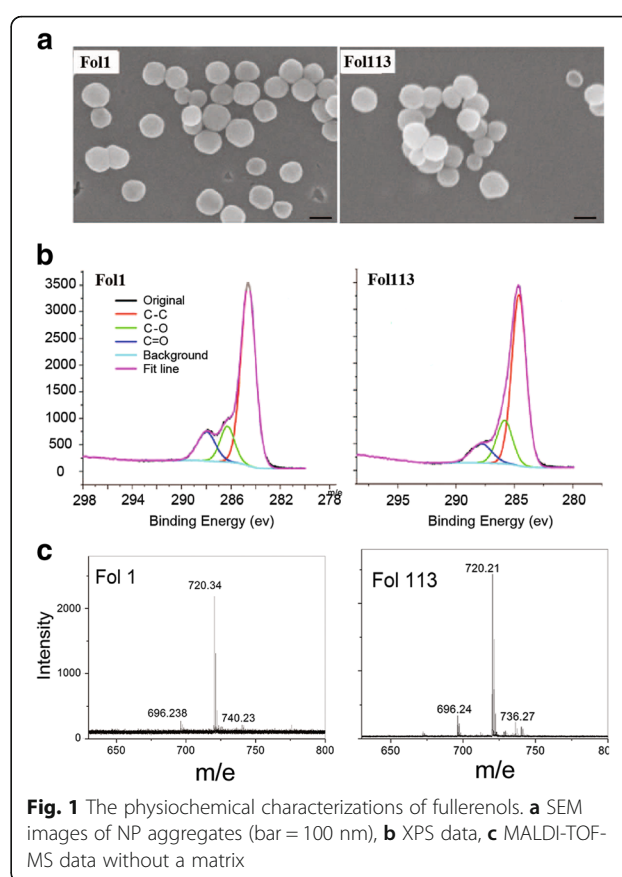 a
Fol1
Fol113
b
Fol1
Fol113
3500
3000
2500
2000
1500
1000
500
0
Original
C-C
C-O
C=O
Background
Fit line
298 294 290 286 282 278
m/e
295 290 285 280
Binding Energy (ev)
Binding Energy (ev)
c
Fol 1
Fol 113
720.34
720.21
2000
1000
0
Intensity
696.238
740.23
696.24
736.27
650 700 750 800
650 700 750 80
m/e
m/e
Fig. 1 The physiochemical characterizations of fullerenols. a SEM
images of NP aggregates (bar = 100 nm), b XPS data, c MALDI-TOF-
MS data without a matrix